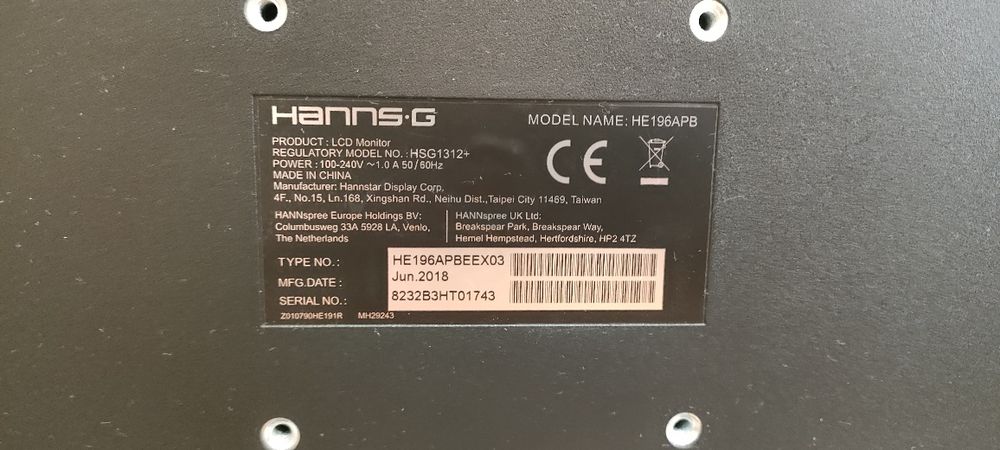 HANNS·G
MODEL NAME: HE196APB
PRODUCT : LCD Monitor
REGULATORY MODEL NO. : HSG1312+
POWER : 100-240V ~1.0 A 50/60Hz
MADE IN CHINA
Manufacturer: Hannstar Display Corp,
4F., No.15, Ln.168, Xingshan Rd., Neihu Dist.,Taipei City 11469, Taiwan
CE
HANNspree Europe Holdings BV:
Columbusweg 33A 5928 LA, Venlo,
The Netherlands
HANNspree UK Ltd:
Breakspear Park, Breakspear Way,
Hemel Hempstead, Hertfordshire, HP2 4TZ
TYPE NO.: HE196APBEEX03
MFG.DATE : Jun.2018
SERIAL NO.: 8232B3HT01743
Z010790HE191R MH29243